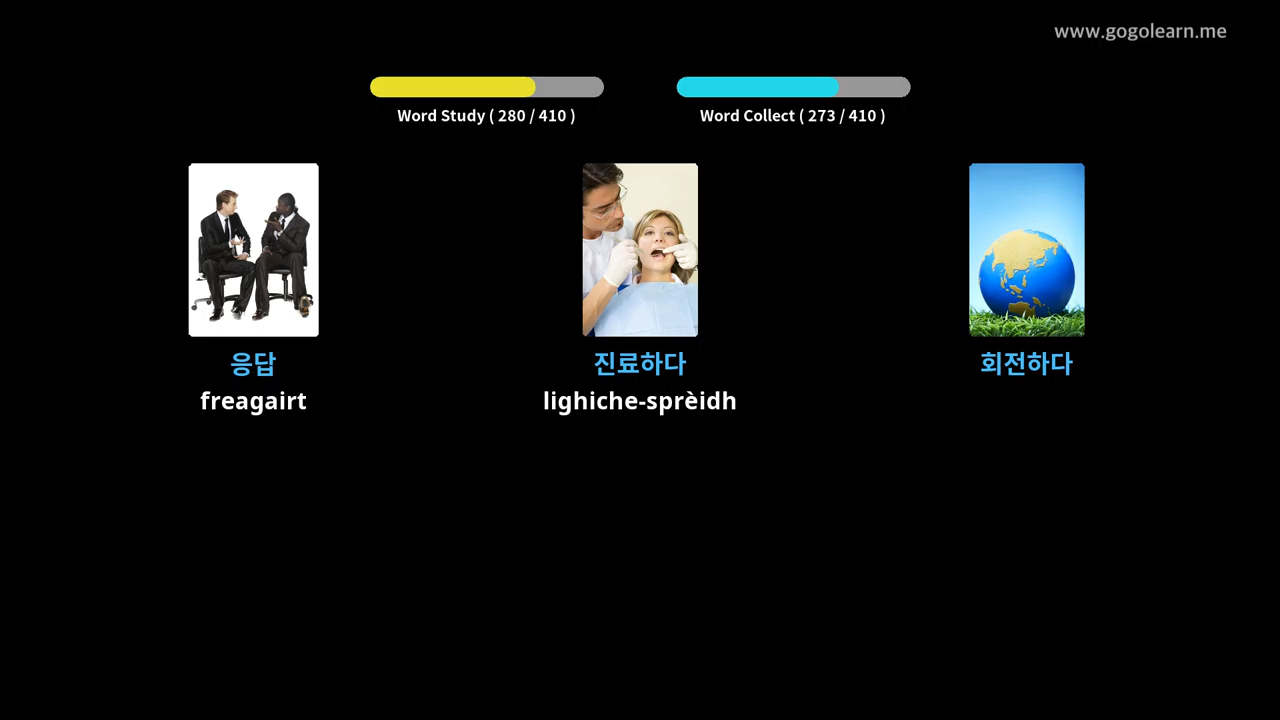 www.gogolearn.me
Word Study ( 280 / 410 )
Word Collect ( 273 / 410 )
응답
진료하다
회전하다
freagairt
lighiche-sprèidh